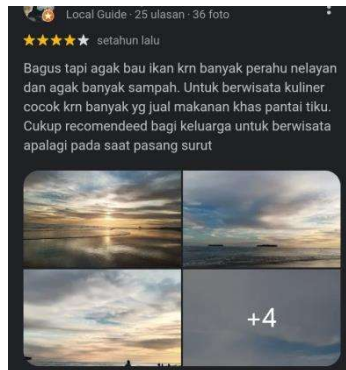 Local Guide · 25 ulasan · 36 foto
setahun lalu
Bagus tapi agak bau ikan krn banyak perahu nelayan
dan agak banyak sampah. Untuk berwisata kuliner
cocok krn banyak yg jual makanan khas pantai tiku.
Cukup recomendeed bagi keluarga untuk berwisata
apalagi pada saat pasang surut
+4